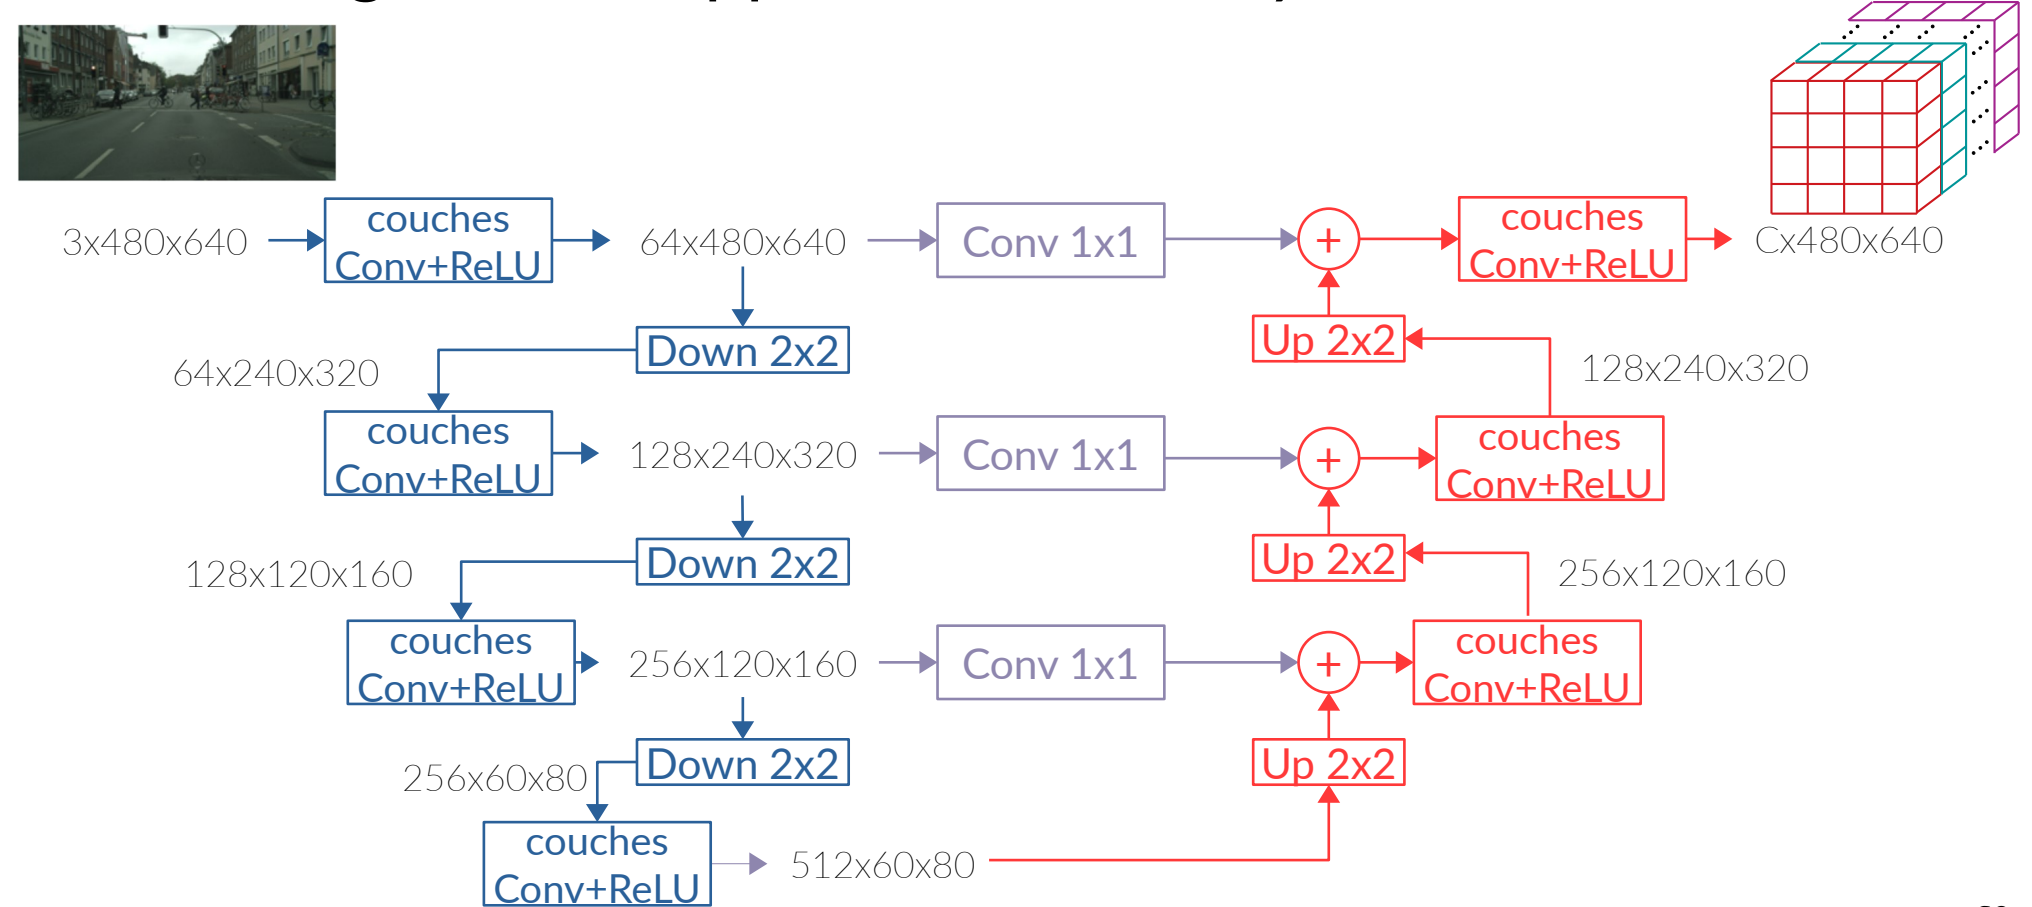 3x480x640
couches
Conv+ReLU
64x480x640
Conv 1x1
+
couches
Conv+ReLU
Cx480x640
Down 2x2
Up 2x2
64x240x320
128x240x320
couches
Conv+ReLU
128x240x320
Conv 1x1
+
couches
Conv+ReLU
Down 2x2
Up 2x2
128x120x160
256x120x160
couches
Conv+ReLU
256x120x160
Conv 1x1
+
couches
Conv+ReLU
Down 2x2
Up 2x2
256x60x80
couches
Conv+ReLU
512x60x80